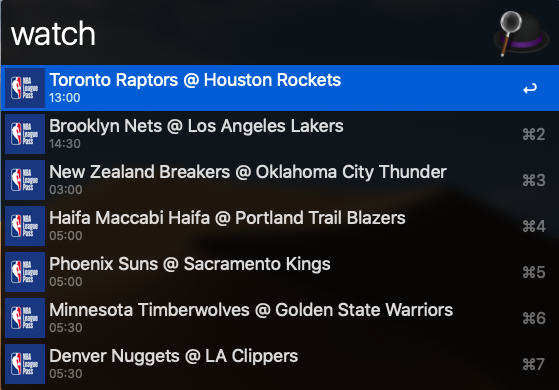 watch
NBA League Pass
Toronto Raptors @ Houston Rockets
13:00
NBA League Pass
Brooklyn Nets @ Los Angeles Lakers
14:30
⌘2
NBA League Pass
New Zealand Breakers @ Oklahoma City Thunder
03:00
⌘3
NBA League Pass
Haifa Maccabi Haifa @ Portland Trail Blazers
05:00
⌘4
NBA League Pass
Phoenix Suns @ Sacramento Kings
05:00
⌘5
NBA League Pass
Minnesota Timberwolves @ Golden State Warriors
05:30
⌘6
NBA League Pass
Denver Nuggets @ LA Clippers
05:30
⌘7